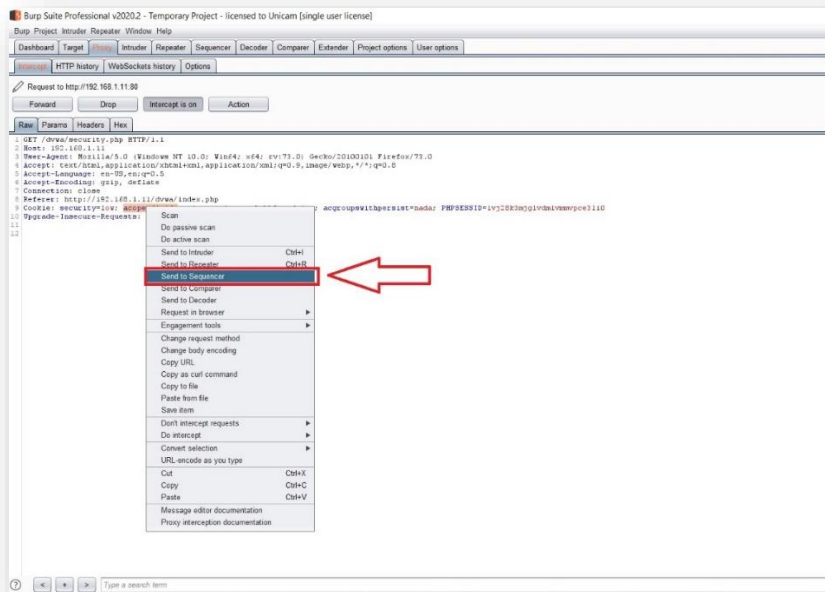 Burp Suite Professional v2020.2 - Temporary Project - licensed to Unicam [single user license]
Burp Project Intruder Repeater Window Help
Dashboard Target Proxy Intruder Repeater Sequencer Decoder Comparer Extender Project options User options
Intercept HTTP history WebSockets history Options
Request to http://192.168.1.11:80
Forward Drop Intercept is on Action
Raw Params Headers Hex
1 GET /dvwa/security.php HTTP/1.1
2 Host: 192.168.1.11
3 User-Agent: Mozilla/5.0 (Windows NT 10.0; Win64; x64; rv:73.0) Gecko/20100101 Firefox/73.0
4 Accept: text/html,application/xhtml+xml,application/xml;q=0.9,image/webp,*/*;q=0.8
5 Accept-Language: en-US,en;q=0.5
6 Accept-Encoding: gzip, deflate
7 Connection: close
8 Referer: http://192.168.1.11/dvwa/index.php
9 Cookie: security=low; acgroupswithpersist=nada;
10 Upgrade-Insecure-Requests:
11
12
Scan
Do passive scan
Do active scan
Send to Intruder Ctrl+I
Send to Repeater Ctrl+R
Send to Sequencer
Send to Comparer
Send to Decoder
Request in browser
Engagement tools
Change request method
Change body encoding
Copy URL
Copy as curl command
Copy to file
Paste from file
Save item
Don't intercept requests
Do intercept
Convert selection
URL-encode as you type
Cut Ctrl+X
Copy Ctrl+C
Paste Ctrl+V
Message editor documentation
Proxy interception documentation
? < + > Type a search term